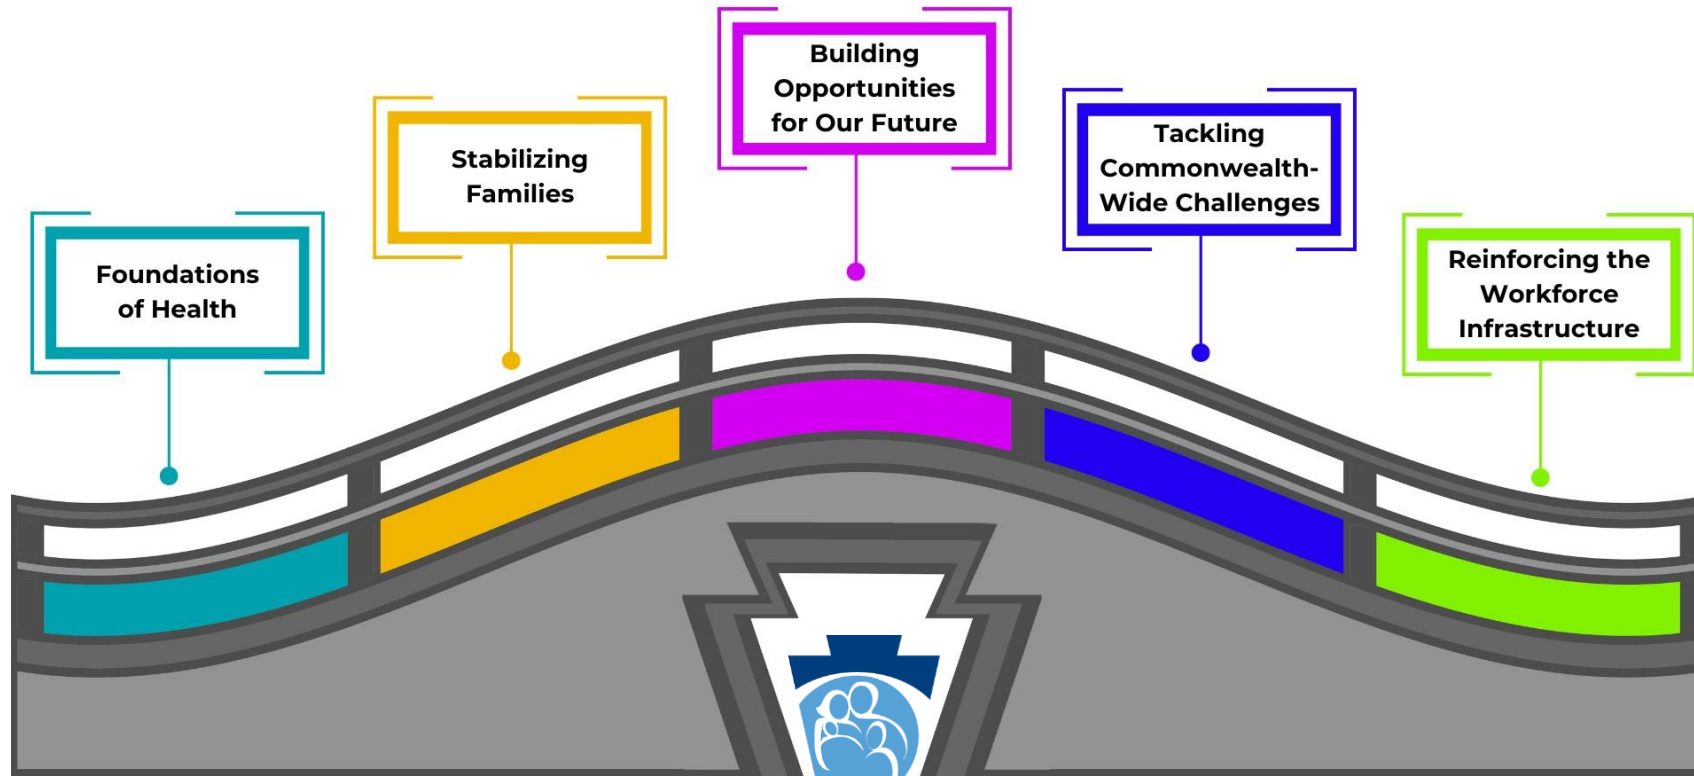 Foundations
of Health
Stabilizing
Families
Building
Opportunities
for Our Future
Tackling
Commonwealth-
Wide Challenges
Reinforcing the
Workforce
Infrastructure